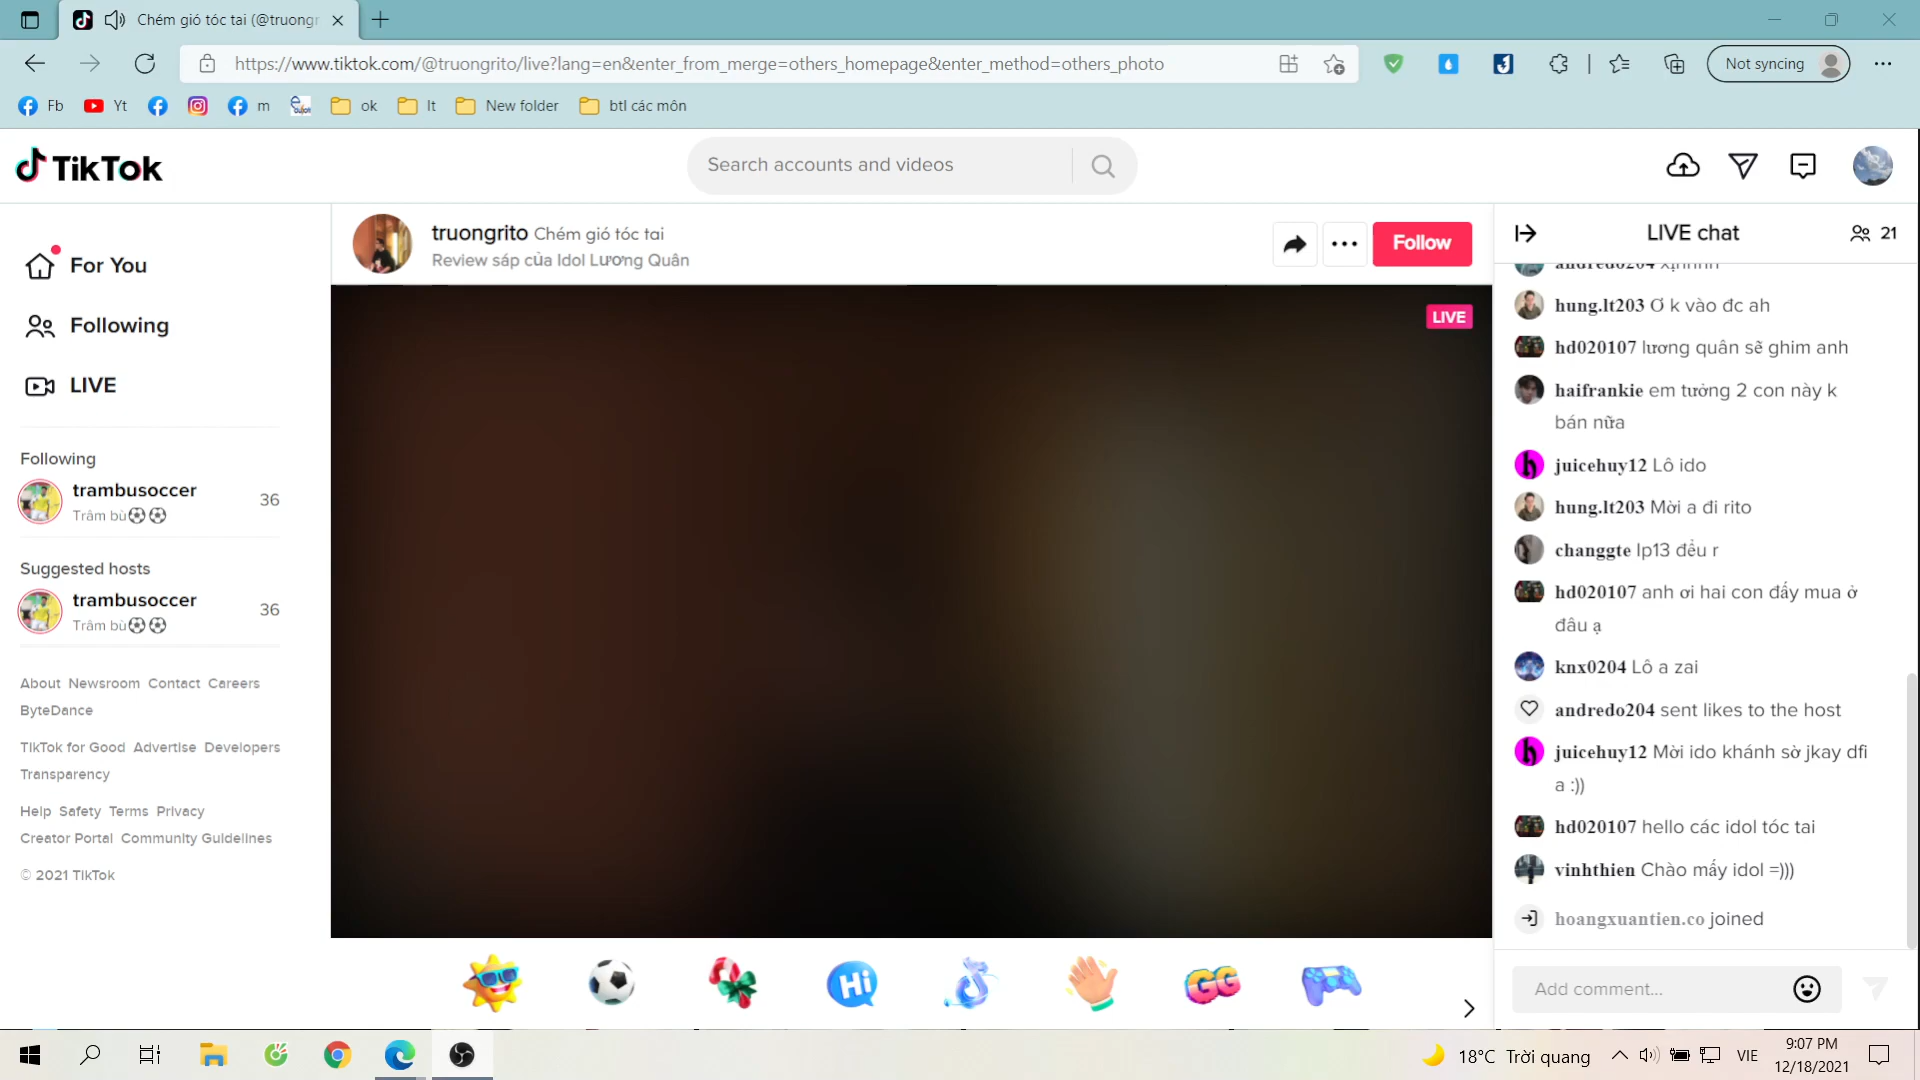 Chém gió tóc tai (@truongr
https://www.tiktok.com/@truongrito/live?lang=en&enter_from_merge=others_homepage&enter_method=others_photo
Not syncing
Fb
Yt
m
ok
lt
New folder
btl các môn
TikTok
Search accounts and videos
For You
Following
LIVE
Following
trambusoccer
36
Trâm bù
Suggested hosts
trambusoccer
36
Trâm bù
About Newsroom Contact Careers
ByteDance
TikTok for Good Advertise Developers
Transparency
Help Safety Terms Privacy
Creator Portal Community Guidelines
© 2021 TikTok
truongrito Chém gió tóc tai
Review sáp của Idol Lương Quân
Follow
LIVE
Hi
GG
LIVE chat
21
andredo204 xịnhhh
hung.lt203 Ơ k vào đc ah
hd020107 lương quân sẽ ghim anh
haifrankie em tưởng 2 con này k
bán nữa
juicehuy12 Lô ido
hung.lt203 Mời a đi rito
changgte Ip13 đểu r
hd020107 anh ơi hai con đấy mua ở
đâu ạ
knx0204 Lô a zai
andredo204 sent likes to the host
juicehuy12 Mời ido khánh sờ jkay dfi
a :))
hd020107 hello các idol tóc tai
vinhthien Chào mấy idol =)))
hoangxuantien.co joined
Add comment...
18°C Trời quang
VIE
9:07 PM
12/18/2021